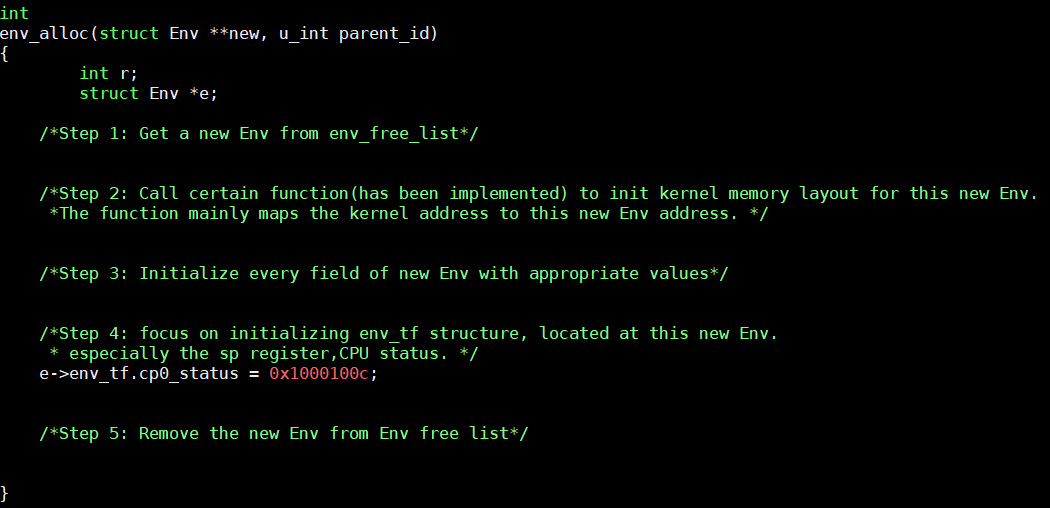 int
env_alloc(struct Env **new, u_int parent_id)
{
        int r;
        struct Env *e;

    /*Step 1: Get a new Env from env_free_list*/


    /*Step 2: Call certain function(has been implemented) to init kernel memory layout for this new Env.
     *The function mainly maps the kernel address to this new Env address. */


    /*Step 3: Initialize every field of new Env with appropriate values*/


    /*Step 4: focus on initializing env_tf structure, located at this new Env.
     * especially the sp register,CPU status. */
    e->env_tf.cp0_status = 0x1000100c;


    /*Step 5: Remove the new Env from Env free list*/


}